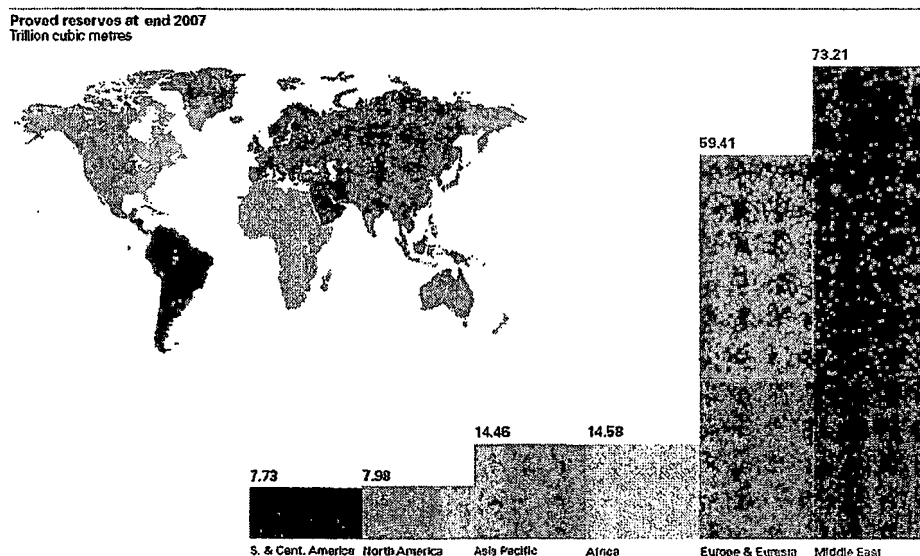 Proved reserves at end 2007
Trillion cubic metres
73.21
59.41
14.46
14.58
7.73
7.98
S. & Cent. America
North America
Asia Pacific
Africa
Europe & Eurasia
Middle East